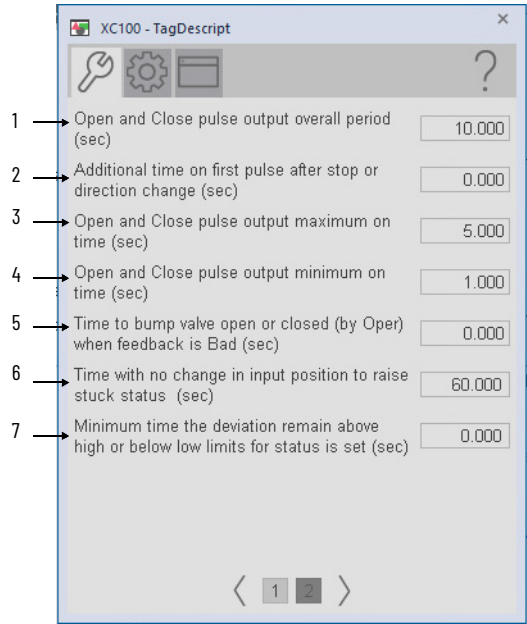 XC100 - TagDescript
1
Open and Close pulse output overall period
(sec)
10.000
2
Additional time on first pulse after stop or
direction change (sec)
0.000
3
Open and Close pulse output maximum on
time (sec)
5.000
4
Open and Close pulse output minimum on
time (sec)
1.000
5
Time to bump valve open or closed (by Oper)
when feedback is Bad (sec)
0.000
6
Time with no change in input position to raise
stuck status (sec)
60.000
7
Minimum time the deviation remain above
high or below low limits for status is set (sec)
0.000
1 2